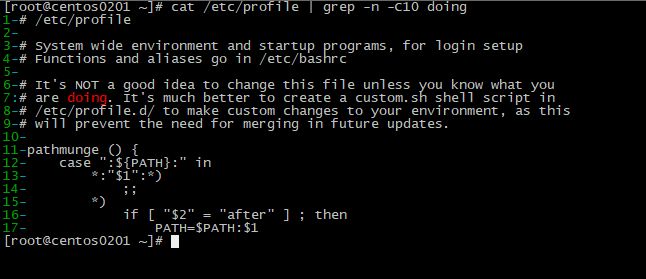 [root@centos0201 ~]# cat /etc/profile | grep -n -C10 doing
1-# /etc/profile
2-
3-# System wide environment and startup programs, for login setup
4-# Functions and aliases go in /etc/bashrc
5-
6-# It's NOT a good idea to change this file unless you know what you
7:# are doing. It's much better to create a custom.sh shell script in
8-# /etc/profile.d/ to make custom changes to your environment, as this
9-# will prevent the need for merging in future updates.
10-
11-pathmunge () {
12-    case ":${PATH}:" in
13-        *:"$1":*)
14-            ;;
15-        *)
16-            if [ "$2" = "after" ] ; then
17-                PATH=$PATH:$1
[root@centos0201 ~]#